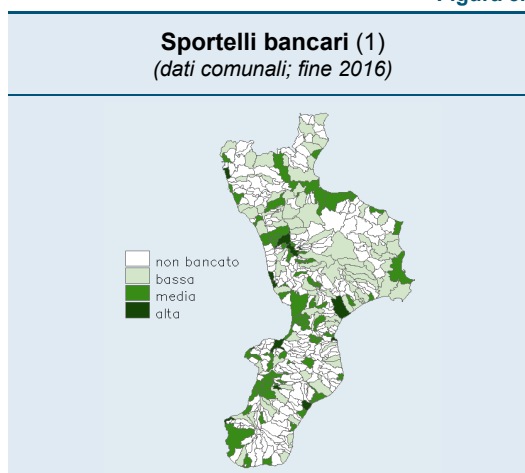 Sportelli bancari (1)
(dati comunali; fine 2016)
non bancato
bassa
media
alta